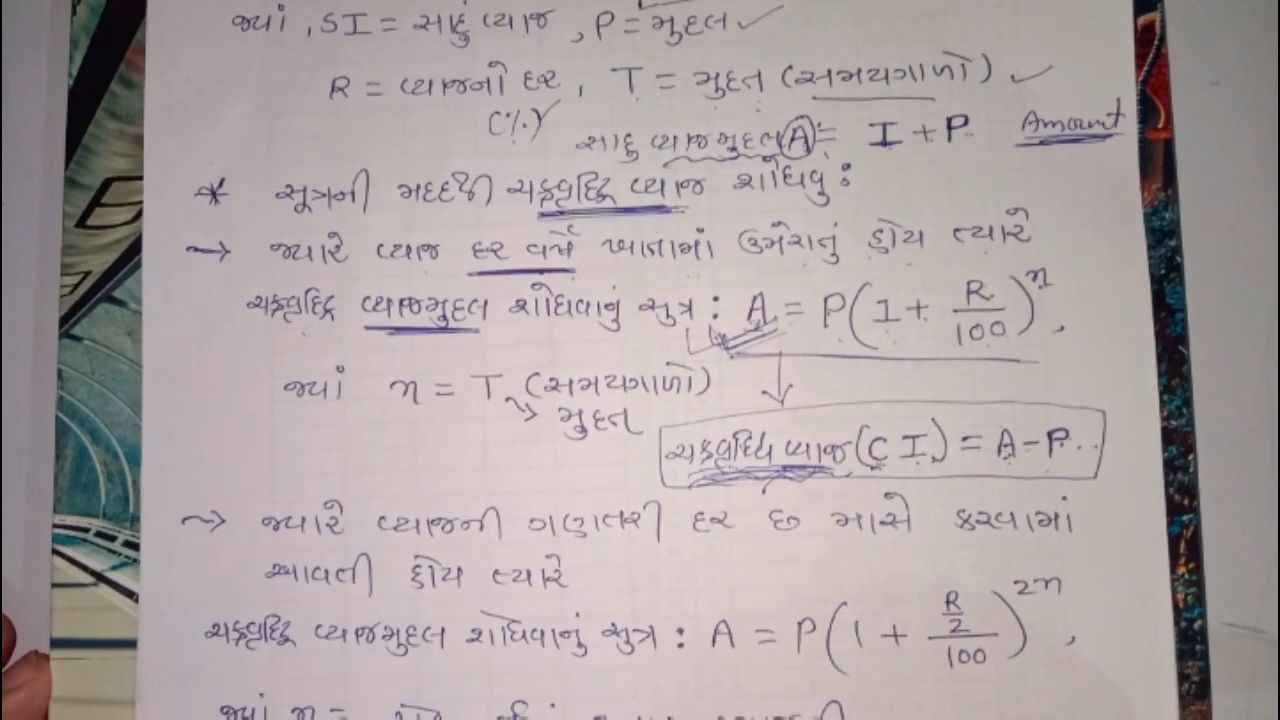 જ્યાં, SI = સાદું વ્યાજ, P = મુદલ ✓
R = વ્યાજનો દર, T = મુદ્દત (સમયગાળો) ✓
(%)
સાદુ વ્યાજમુદલ A = I + P Amount
* સૂત્રની મદદથી ચક્રવૃદ્ધિ વ્યાજ શોધવુ :
→ જ્યારે વ્યાજ દર વર્ષે ખાતામાં ઉમેરાતું હોય ત્યારે
ચક્રવૃદ્ધિ વ્યાજમુદલ શોધવાનું સુત્ર : A = P(1 + R/100)^n,
જ્યાં n = T (સમયગાળો)
→ મુદ્દત
ચક્રવૃદ્ધિ વ્યાજ (CI) = A - P..
→ જ્યારે વ્યાજની ગણતરી દર છ માસે કરવામાં
આવતી હોય ત્યારે
ચક્રવૃદ્ધિ વ્યાજમુદલ શોધવાનું સુત્ર : A = P(1 + (R/2)/100)^2n,
જ્યાં n =